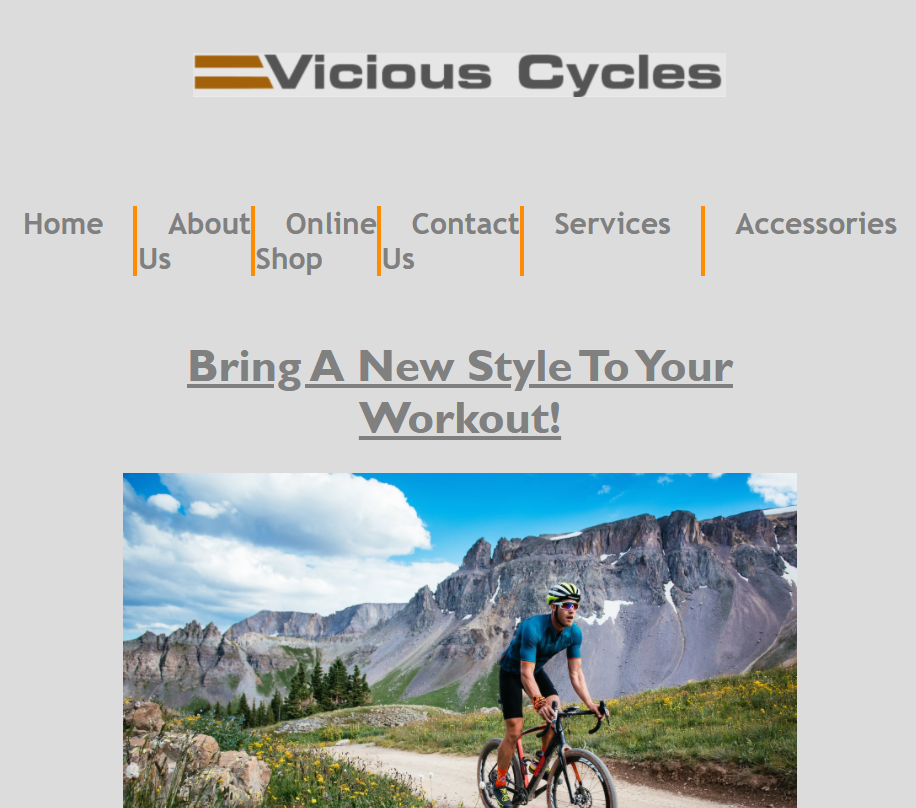 Vicious Cycles
Home About Online Contact Services Accessories
Us Shop Us
Bring A New Style To Your
Workout!